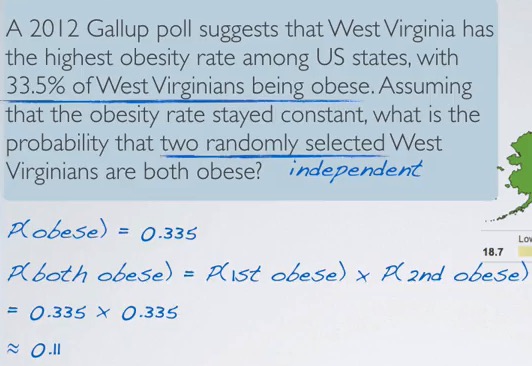 A 2012 Gallup poll suggests that West Virginia has
the highest obesity rate among US states, with
33.5% of West Virginians being obese. Assuming
that the obesity rate stayed constant, what is the
probability that two randomly selected West
Virginians are both obese? independent
P(obese) = 0.335
P(both obese) = P(1st obese) x P(2nd obese)
= 0.335 x 0.335
≈ 0.11
18.7